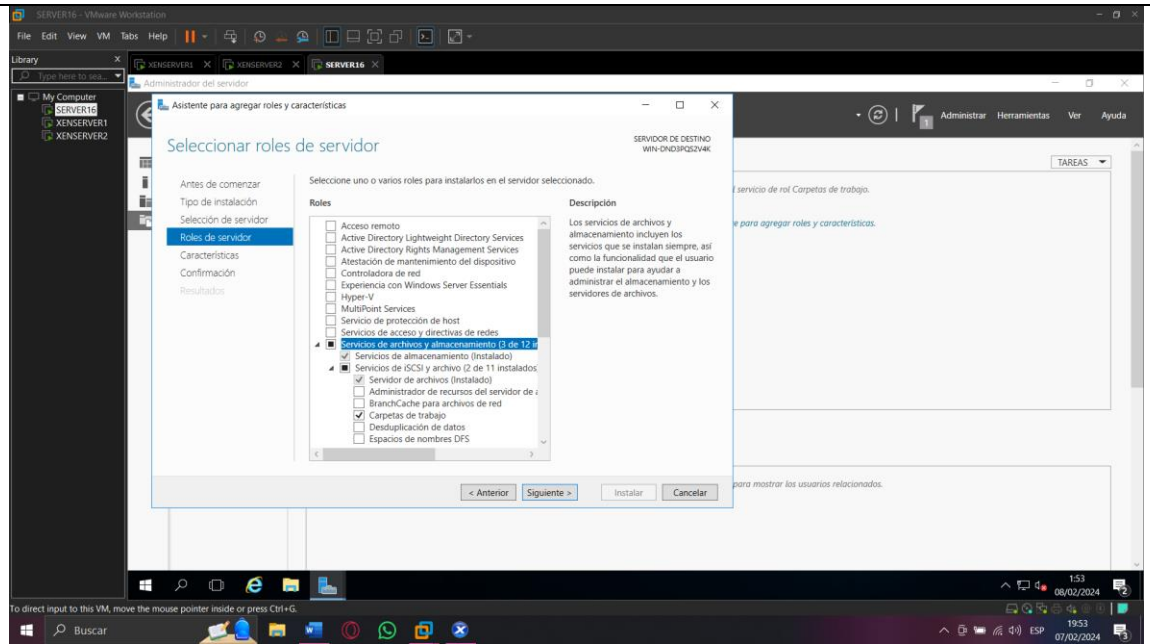 SERVER16 - VMware Workstation
File Edit View VM Tabs Help
Library
Type here to sea...
My Computer
SERVER16
XENSERVER1
XENSERVER2
XENSERVER1 XENSERVER2 SERVER16
Administrador del servidor
Administrar Herramientas Ver Ayuda
TAREAS
l servicio de rol Carpetas de trabajo.
e para agregar roles y características.
para mostrar los usuarios relacionados.
Asistente para agregar roles y características
Seleccionar roles de servidor
SERVIDOR DE DESTINO
WIN-DND3PQS2V4K
Antes de comenzar
Tipo de instalación
Selección de servidor
Roles de servidor
Características
Confirmación
Resultados
Seleccione uno o varios roles para instalarlos en el servidor seleccionado.
Roles
Acceso remoto
Active Directory Lightweight Directory Services
Active Directory Rights Management Services
Atestación de mantenimiento del dispositivo
Controladora de red
Experiencia con Windows Server Essentials
Hyper-V
MultiPoint Services
Servicio de protección de host
Servicios de acceso y directivas de redes
Servicios de archivos y almacenamiento (3 de 12 in
Servicios de almacenamiento (Instalado)
Servicios de iSCSI y archivo (2 de 11 instalados
Servidor de archivos (Instalado)
Administrador de recursos del servidor de a
BranchCache para archivos de red
Carpetas de trabajo
Desduplicación de datos
Espacios de nombres DFS
Descripción
Los servicios de archivos y
almacenamiento incluyen los
servicios que se instalan siempre, así
como la funcionalidad que el usuario
puede instalar para ayudar a
administrar el almacenamiento y los
servidores de archivos.
< Anterior Siguiente > Instalar Cancelar
1:53
08/02/2024
To direct input to this VM, move the mouse pointer inside or press Ctrl+G.
Buscar
ESP
19:53
07/02/2024